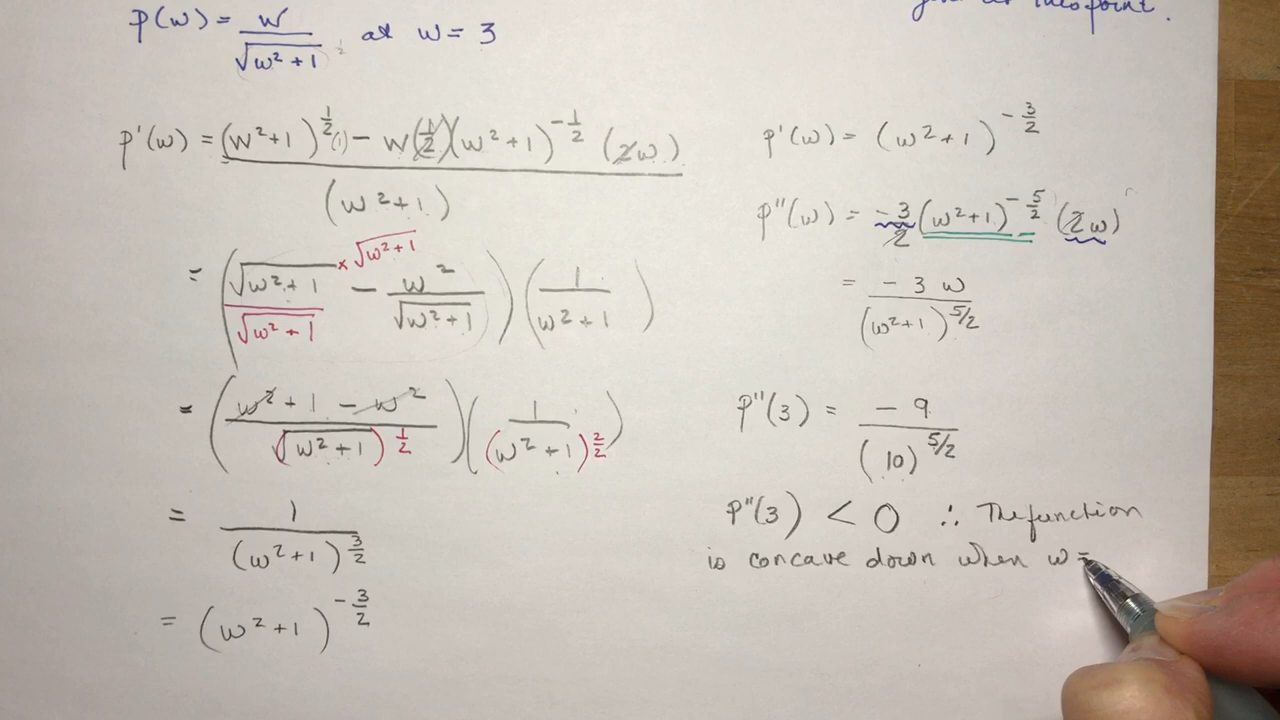 p(w) = w / √(w² + 1) at w = 3
point.
p'(w) = (w² + 1)^(1/2) (1) − w(1/2)(w² + 1)^(−1/2) (2w) / (w² + 1)
= (√(w² + 1) × √(w² + 1) / √(w² + 1) − w² / √(w² + 1)) (1 / (w² + 1))
= (w² + 1 − w² / √(w² + 1)^(1/2)) (1 / (w² + 1)^(2/2))
= 1 / (w² + 1)^(3/2)
= (w² + 1)^(−3/2)
p'(w) = (w² + 1)^(−3/2)
p''(w) = −3/2 (w² + 1)^(−5/2) (2w)
= −3w / (w² + 1)^(5/2)
p''(3) = −9 / (10)^(5/2)
p''(3) < 0 ∴ The function
is concave down when w =